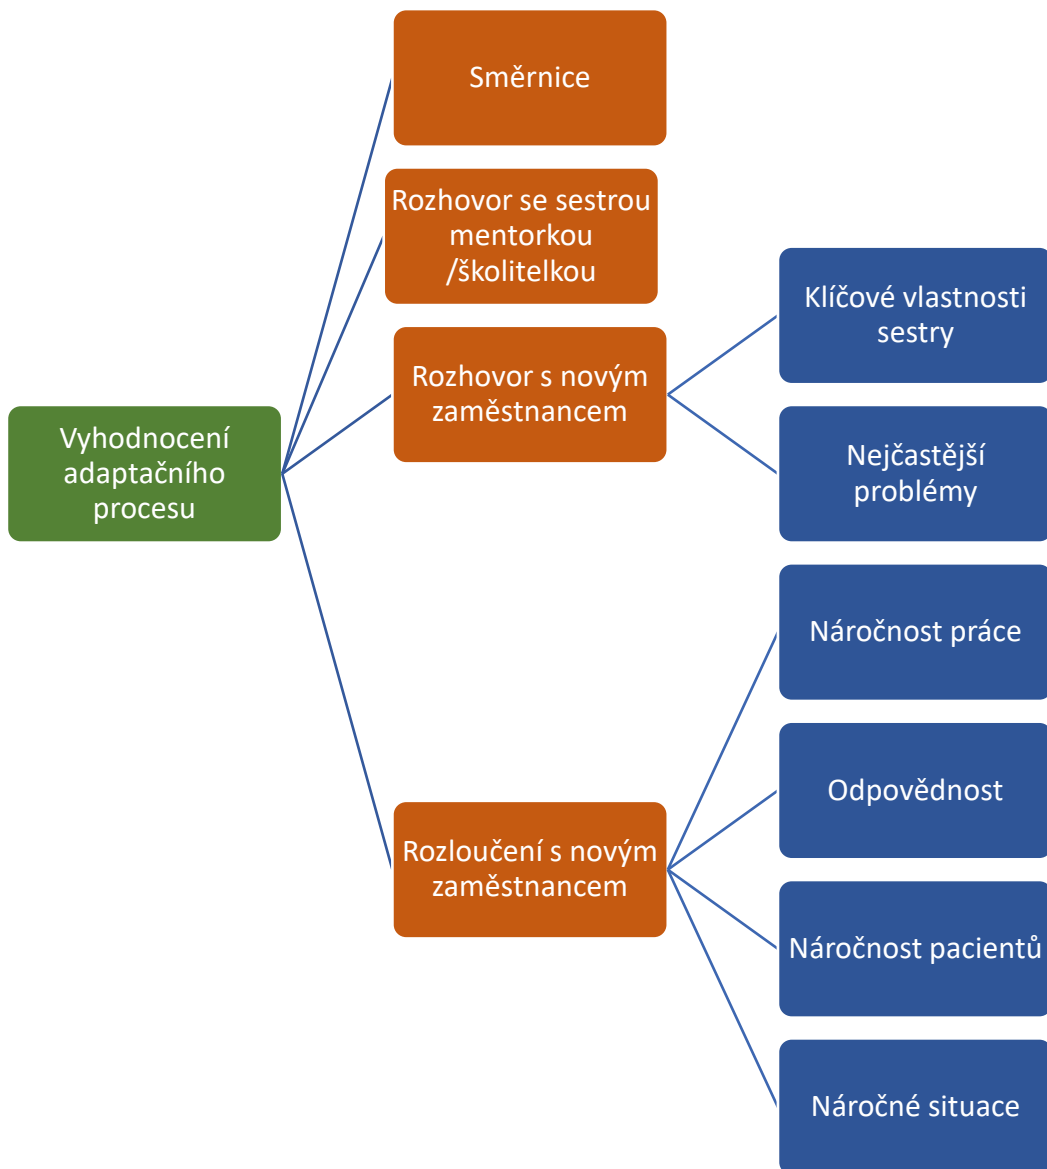 Směrnice
Rozhovor se sestrou
mentorkou
/školitelkou
Klíčové vlastnosti
sestry
Rozhovor s novým
zaměstnancem
Vyhodnocení
adaptačního
procesu
Nejčastější
problémy
Náročnost práce
Odpovědnost
Rozloučení s novým
zaměstnancem
Náročnost pacientů
Náročné situace